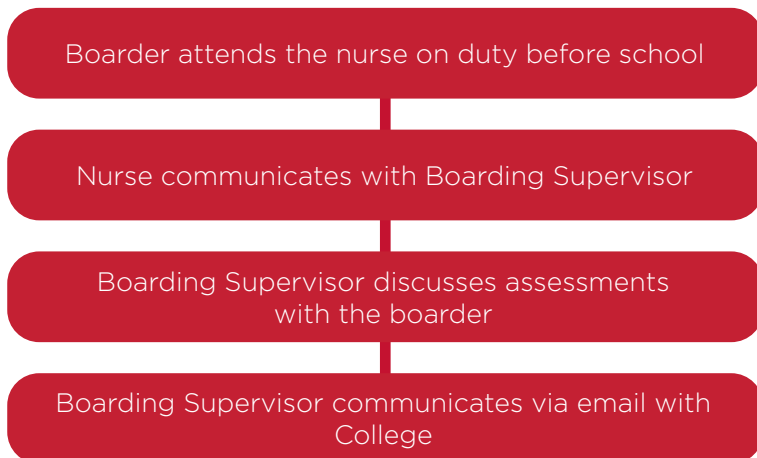 Boarder attends the nurse on duty before school
Nurse communicates with Boarding Supervisor
Boarding Supervisor discusses assessments
with the boarder
Boarding Supervisor communicates via email with
College